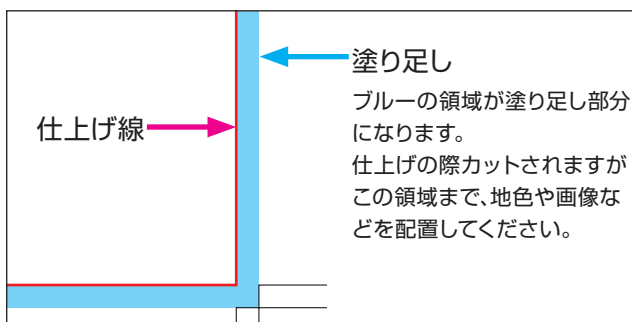 塗り足し
ブルーの領域が塗り足し部分
になります。
仕上げの際カットされますが
この領域まで、地色や画像な
どを配置してください。
仕上げ線